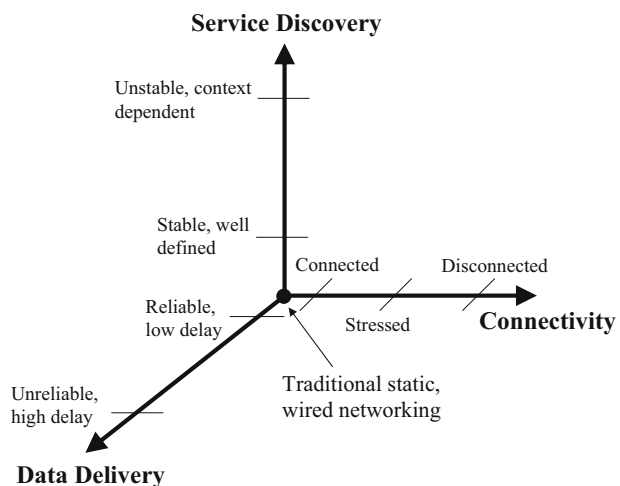 Service Discovery
Unstable, context
dependent
Stable, well
defined
Connected
Disconnected
Reliable,
low delay
Stressed
Connectivity
Traditional static,
wired networking
Unreliable,
high delay
Data Delivery